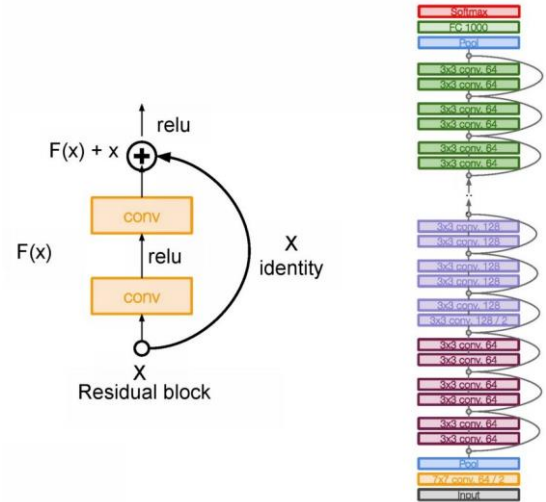 relu
F(x) + x
conv
F(x)
relu
X
identity
conv
X
Residual block
Softmax
FC 1000
Pool
3x3 conv, 64
3x3 conv, 64
3x3 conv, 64
3x3 conv, 64
3x3 conv, 64
3x3 conv, 64
..
3x3 conv, 128
3x3 conv, 128
3x3 conv, 128
3x3 conv, 128
3x3 conv, 128
3x3 conv, 128 / 2
3x3 conv, 64
3x3 conv, 64
3x3 conv, 64
3x3 conv, 64
3x3 conv, 64
3x3 conv, 64
Pool
7x7 conv, 64 / 2
Input